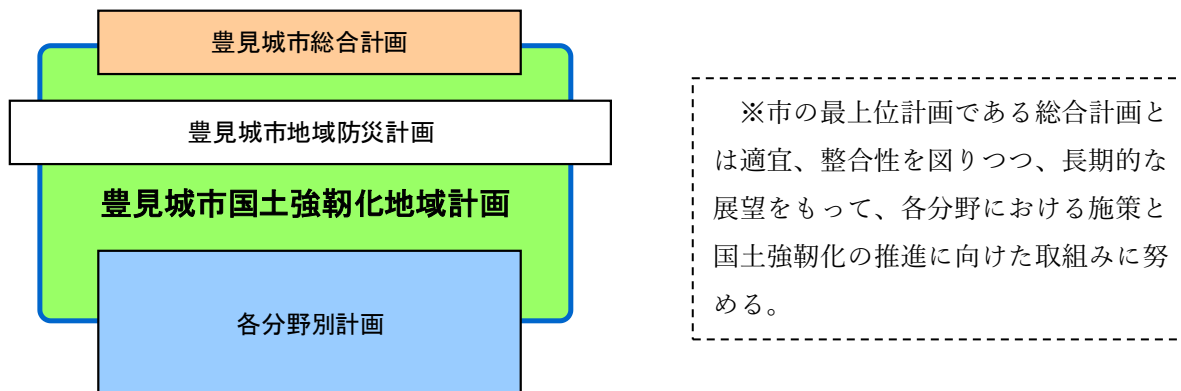 豊見城市総合計画
豊見城市地域防災計画
豊見城市国土強靭化地域計画
各分野別計画
※市の最上位計画である総合計画と
は適宜、整合性を図りつつ、長期的な
展望をもって、各分野における施策と
国土強靭化の推進に向けた取組みに努
める。